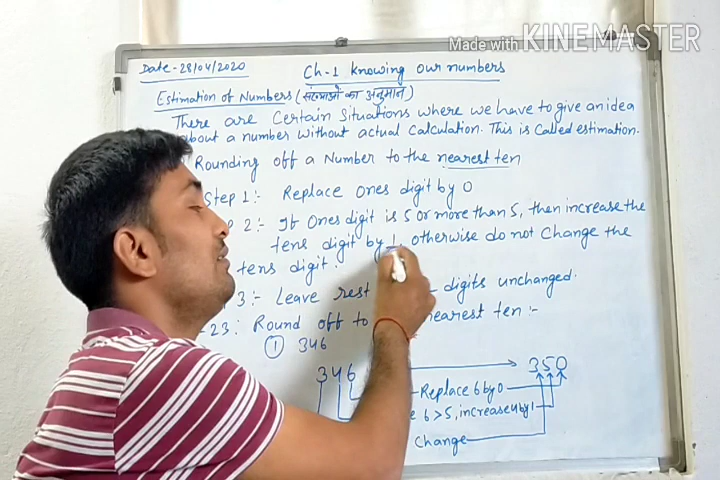 Made with KINEMASTER
Date - 28/04/2020
Ch-1 Knowing our numbers
Estimation of Numbers (संख्याओं का अनुमान)
There are Certain Situations where we have to give an idea
about a number without actual calculation. This is Called estimation.
Rounding off a Number to the nearest ten
Step 1:- Replace Ones digit by 0
2:- If Ones digit is 5 or more than 5, then increase the
tens digit by 1, otherwise do not Change the
tens digit.
3:- Leave rest digits unchanged.
23: Round off to nearest ten :-
① 346
346 → 350
Replace 6 by 0
6 > 5, increase 4 by 1
Change